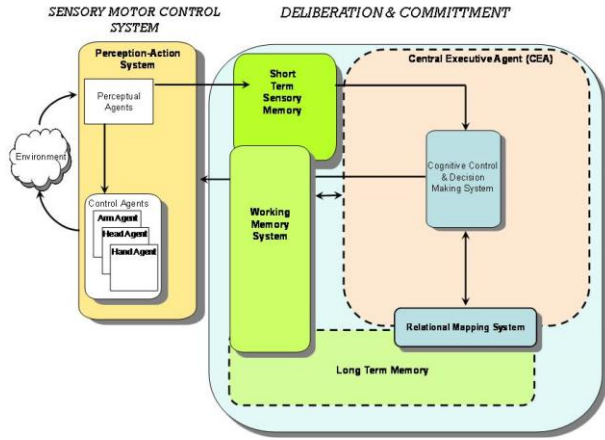 SENSORY MOTOR CONTROL
SYSTEM
DELIBERATION & COMMITTMENT
Perception-Action
System
Perceptual
Agents
Environment
Control Agents
Arm Agent
Head Agent
Hand Agent
Short
Term
Sensory
Memory
Working
Memory
System
Central Executive Agent (CEA)
Cognitive Control
& Decision
Making System
Relational Mapping System
Long Term Memory